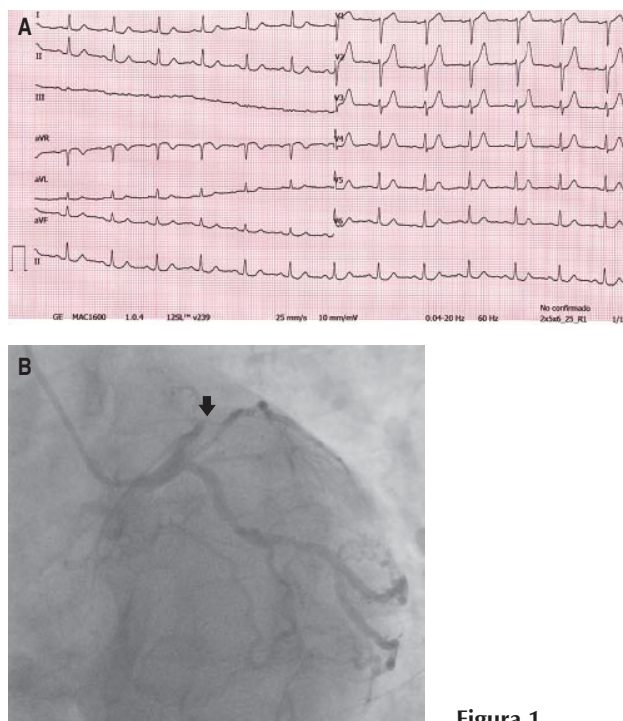 A
I
V1
II
V2
III
V3
aVR
V4
aVL
V5
aVF
V6
II
GE MAC1600 1.0.4 12SL™ v239 25 mm/s 10 mm/mV 0.04-20 Hz 60 Hz
No confirmado
2x5x6_25_R1 1/1
B
Figura 1